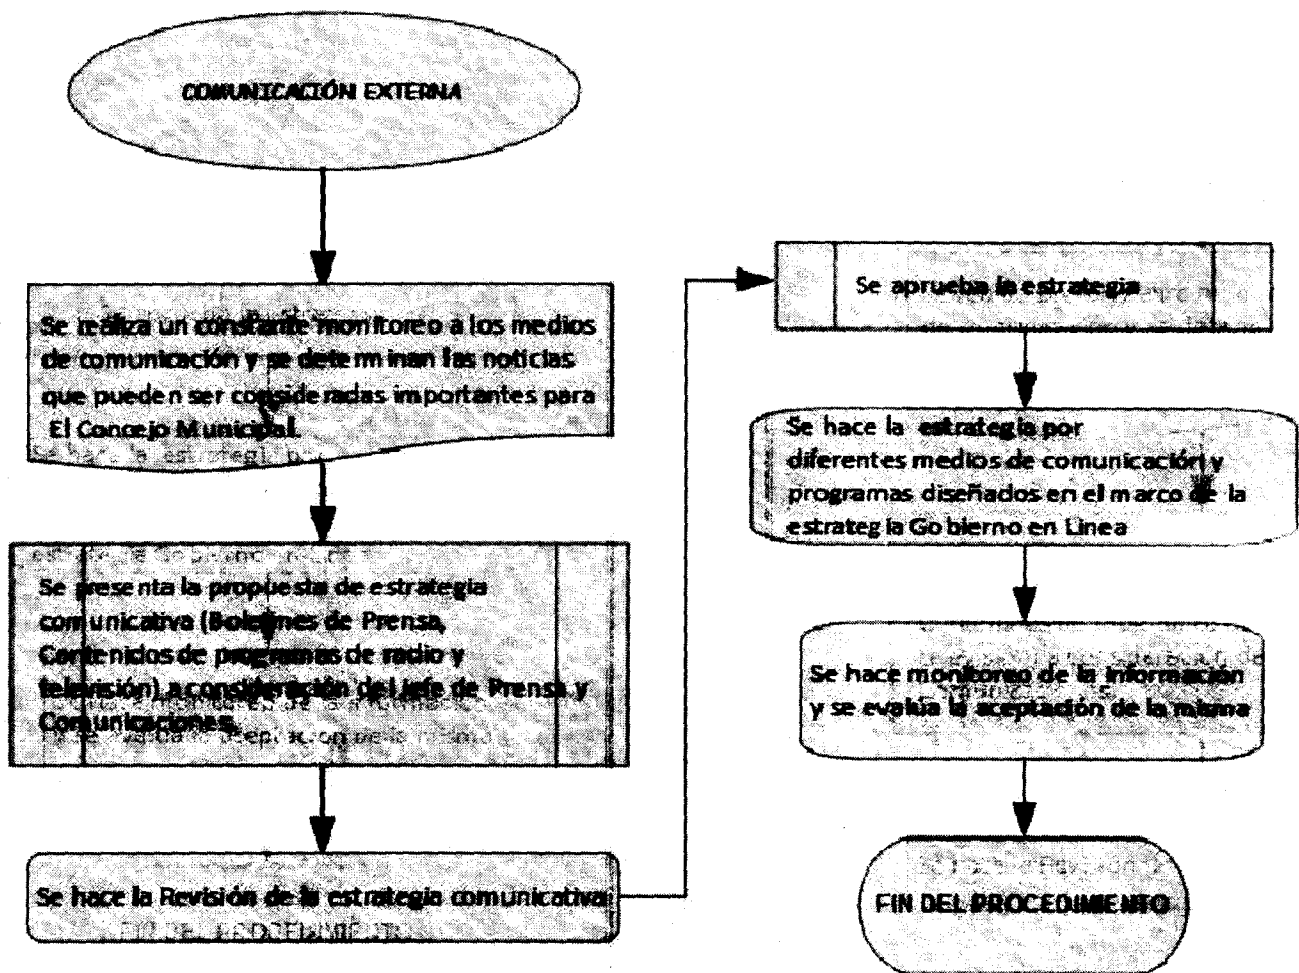 COMUNICACIÓN EXTERNA
Se realiza un constante monitoreo a los medios
de comunicación y se determinan las noticias
que pueden ser consideradas importantes para
El Concejo Municipal.
Se presenta la propuesta de estrategia
comunicativa (Boletines de Prensa,
Contenidos de programas de radio y
televisión) a consideración del Jefe de Prensa y
Comunicaciones.
Se hace la Revisión de la estrategia comunicativa
Se aprueba la estrategia
Se hace la estrategia por
diferentes medios de comunicación y
programas diseñados en el marco de la
estrategia Gobierno en Linea
Se hace monitoreo de la información
y se evalúa la aceptación de la misma
FIN DEL PROCEDIMIENTO